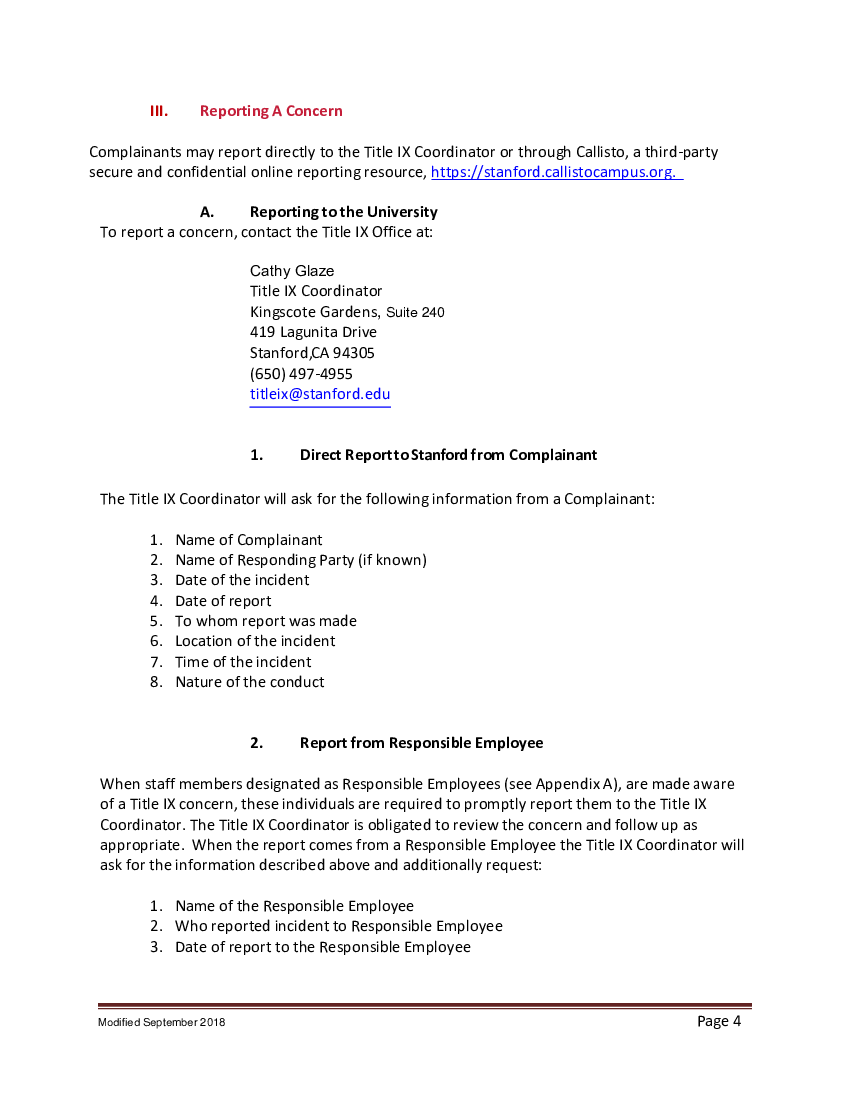 III. Reporting A Concern
Complainants may report directly to the Title IX Coordinator or through Callisto, a third-party
secure and confidential online reporting resource, https://stanford.callistocampus.org.
A. Reporting to the University
To report a concern, contact the Title IX Office at:
Cathy Glaze
Title IX Coordinator
Kingscote Gardens, Suite 240
419 Lagunita Drive
Stanford,CA 94305
(650) 497-4955
titleix@stanford.edu
1. Direct Report to Stanford from Complainant
The Title IX Coordinator will ask for the following information from a Complainant:
1. Name of Complainant
2. Name of Responding Party (if known)
3. Date of the incident
4. Date of report
5. To whom report was made
6. Location of the incident
7. Time of the incident
8. Nature of the conduct
2. Report from Responsible Employee
When staff members designated as Responsible Employees (see Appendix A), are made aware
of a Title IX concern, these individuals are required to promptly report them to the Title IX
Coordinator. The Title IX Coordinator is obligated to review the concern and follow up as
appropriate. When the report comes from a Responsible Employee the Title IX Coordinator will
ask for the information described above and additionally request:
1. Name of the Responsible Employee
2. Who reported incident to Responsible Employee
3. Date of report to the Responsible Employee
Modified September 2018 Page 4